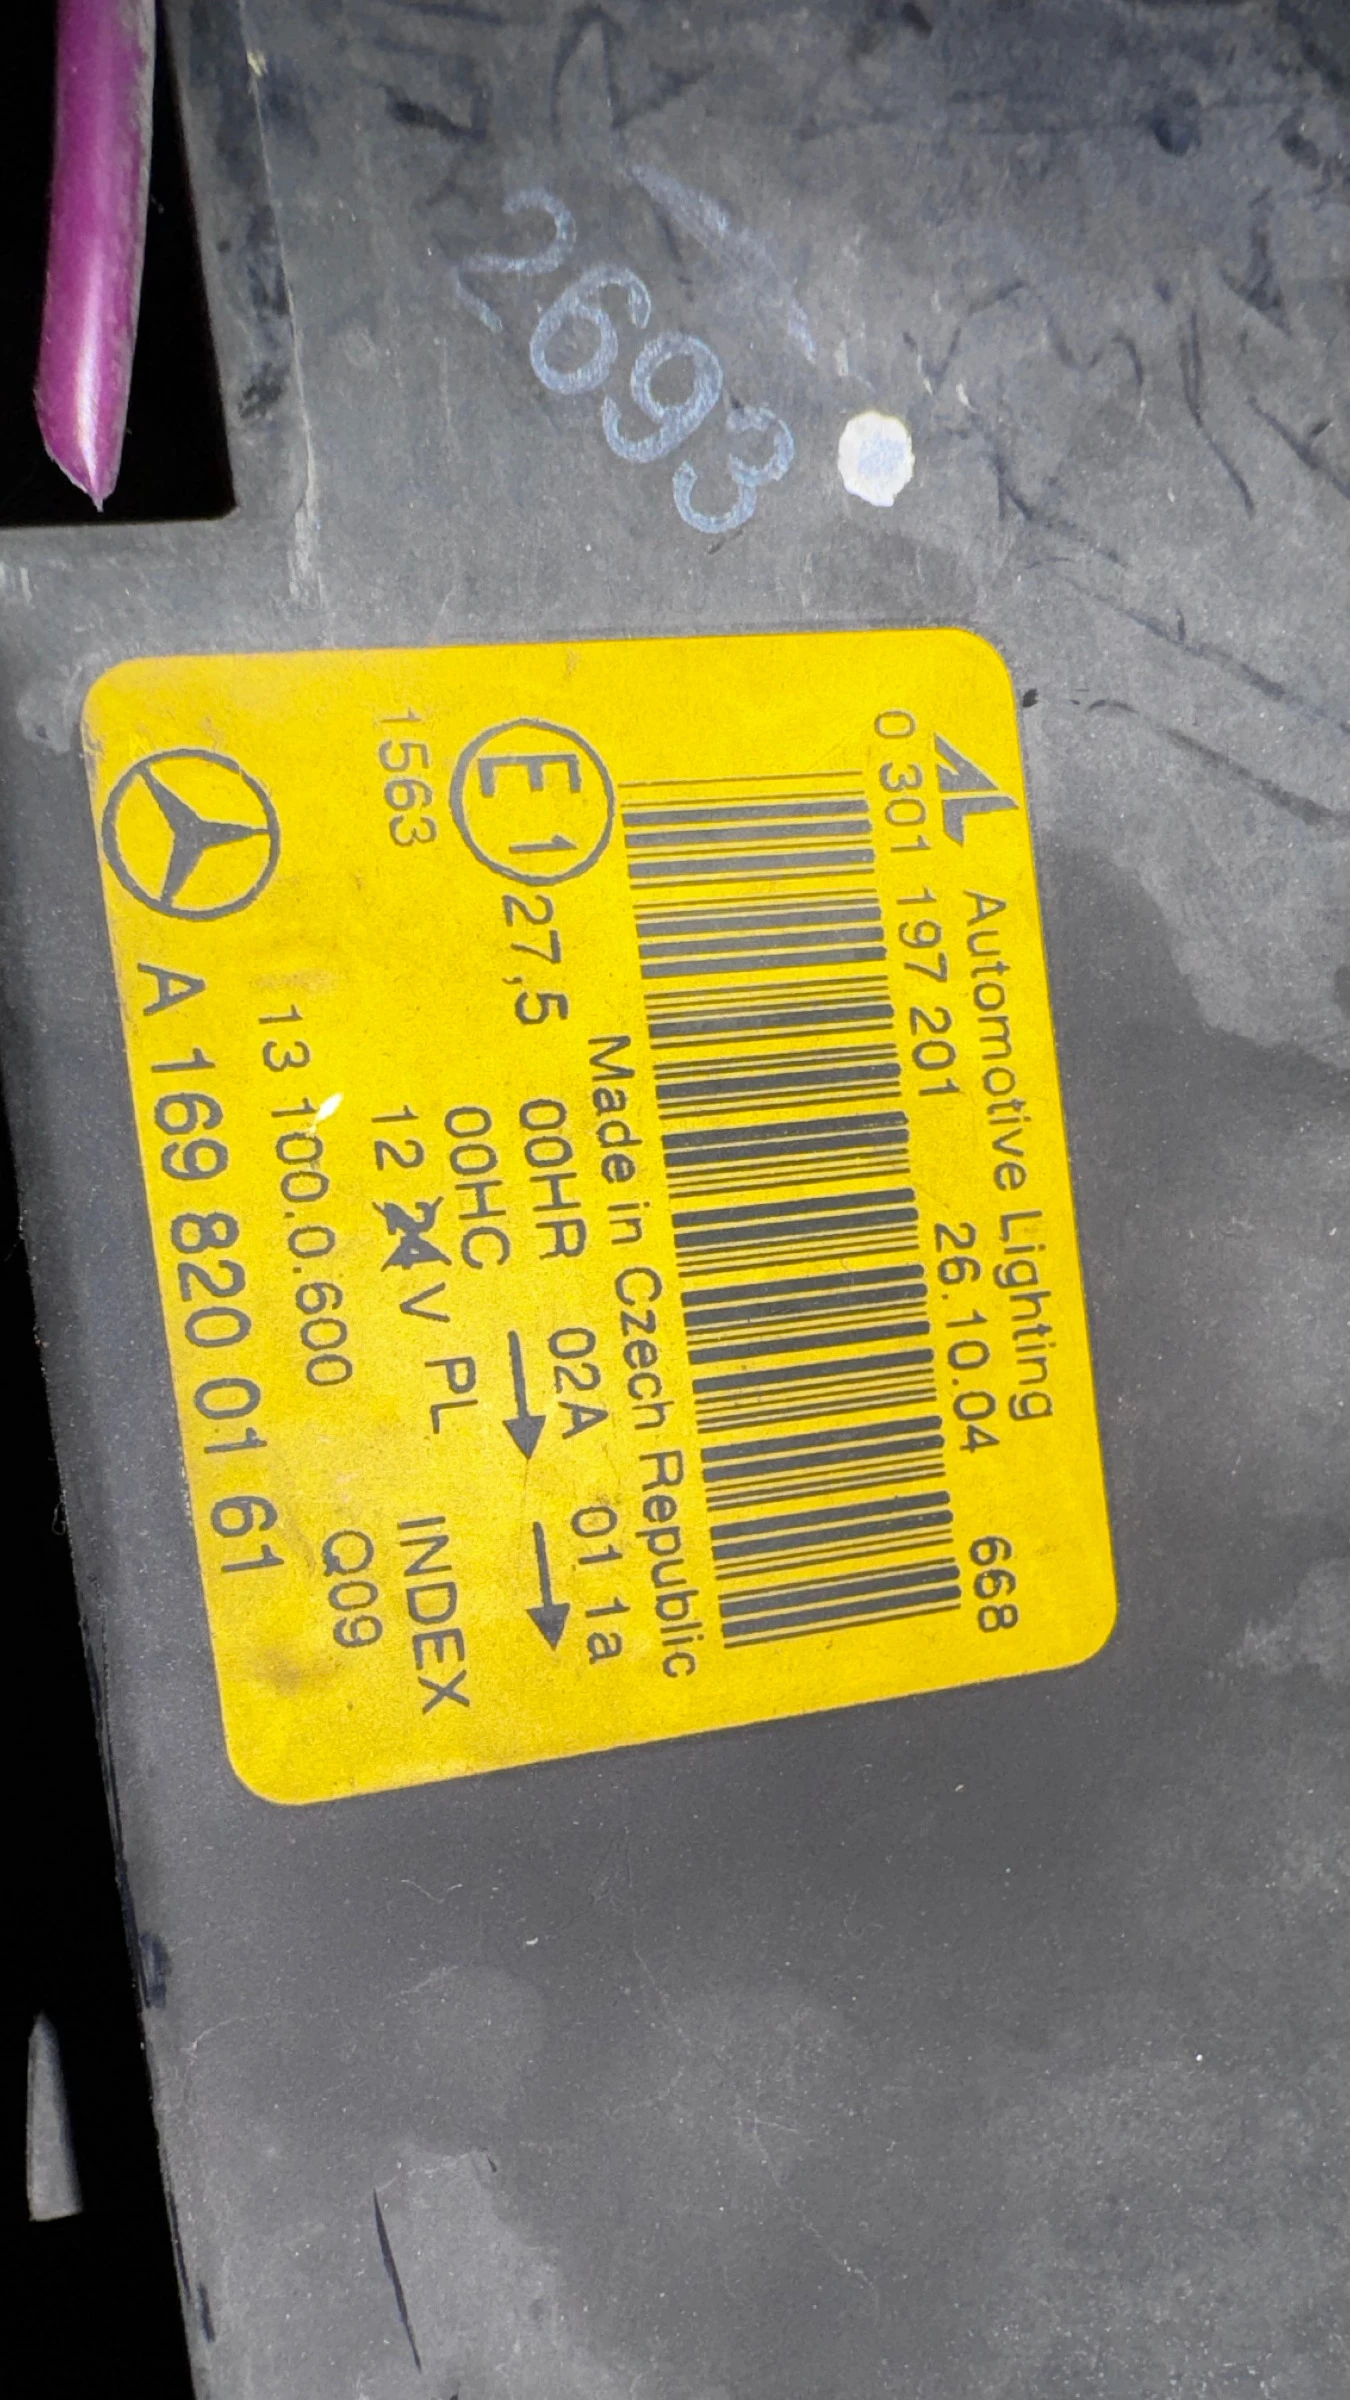 2693
AL Automotive Lighting
0 301 197 201 26.10.04 668
Made in Czech Republic
E1 27,5 00HR 02A 01 1a
00HC
1563 12 24 V PL INDEX
13 100.0.600 Q09
A 169 820 01 61